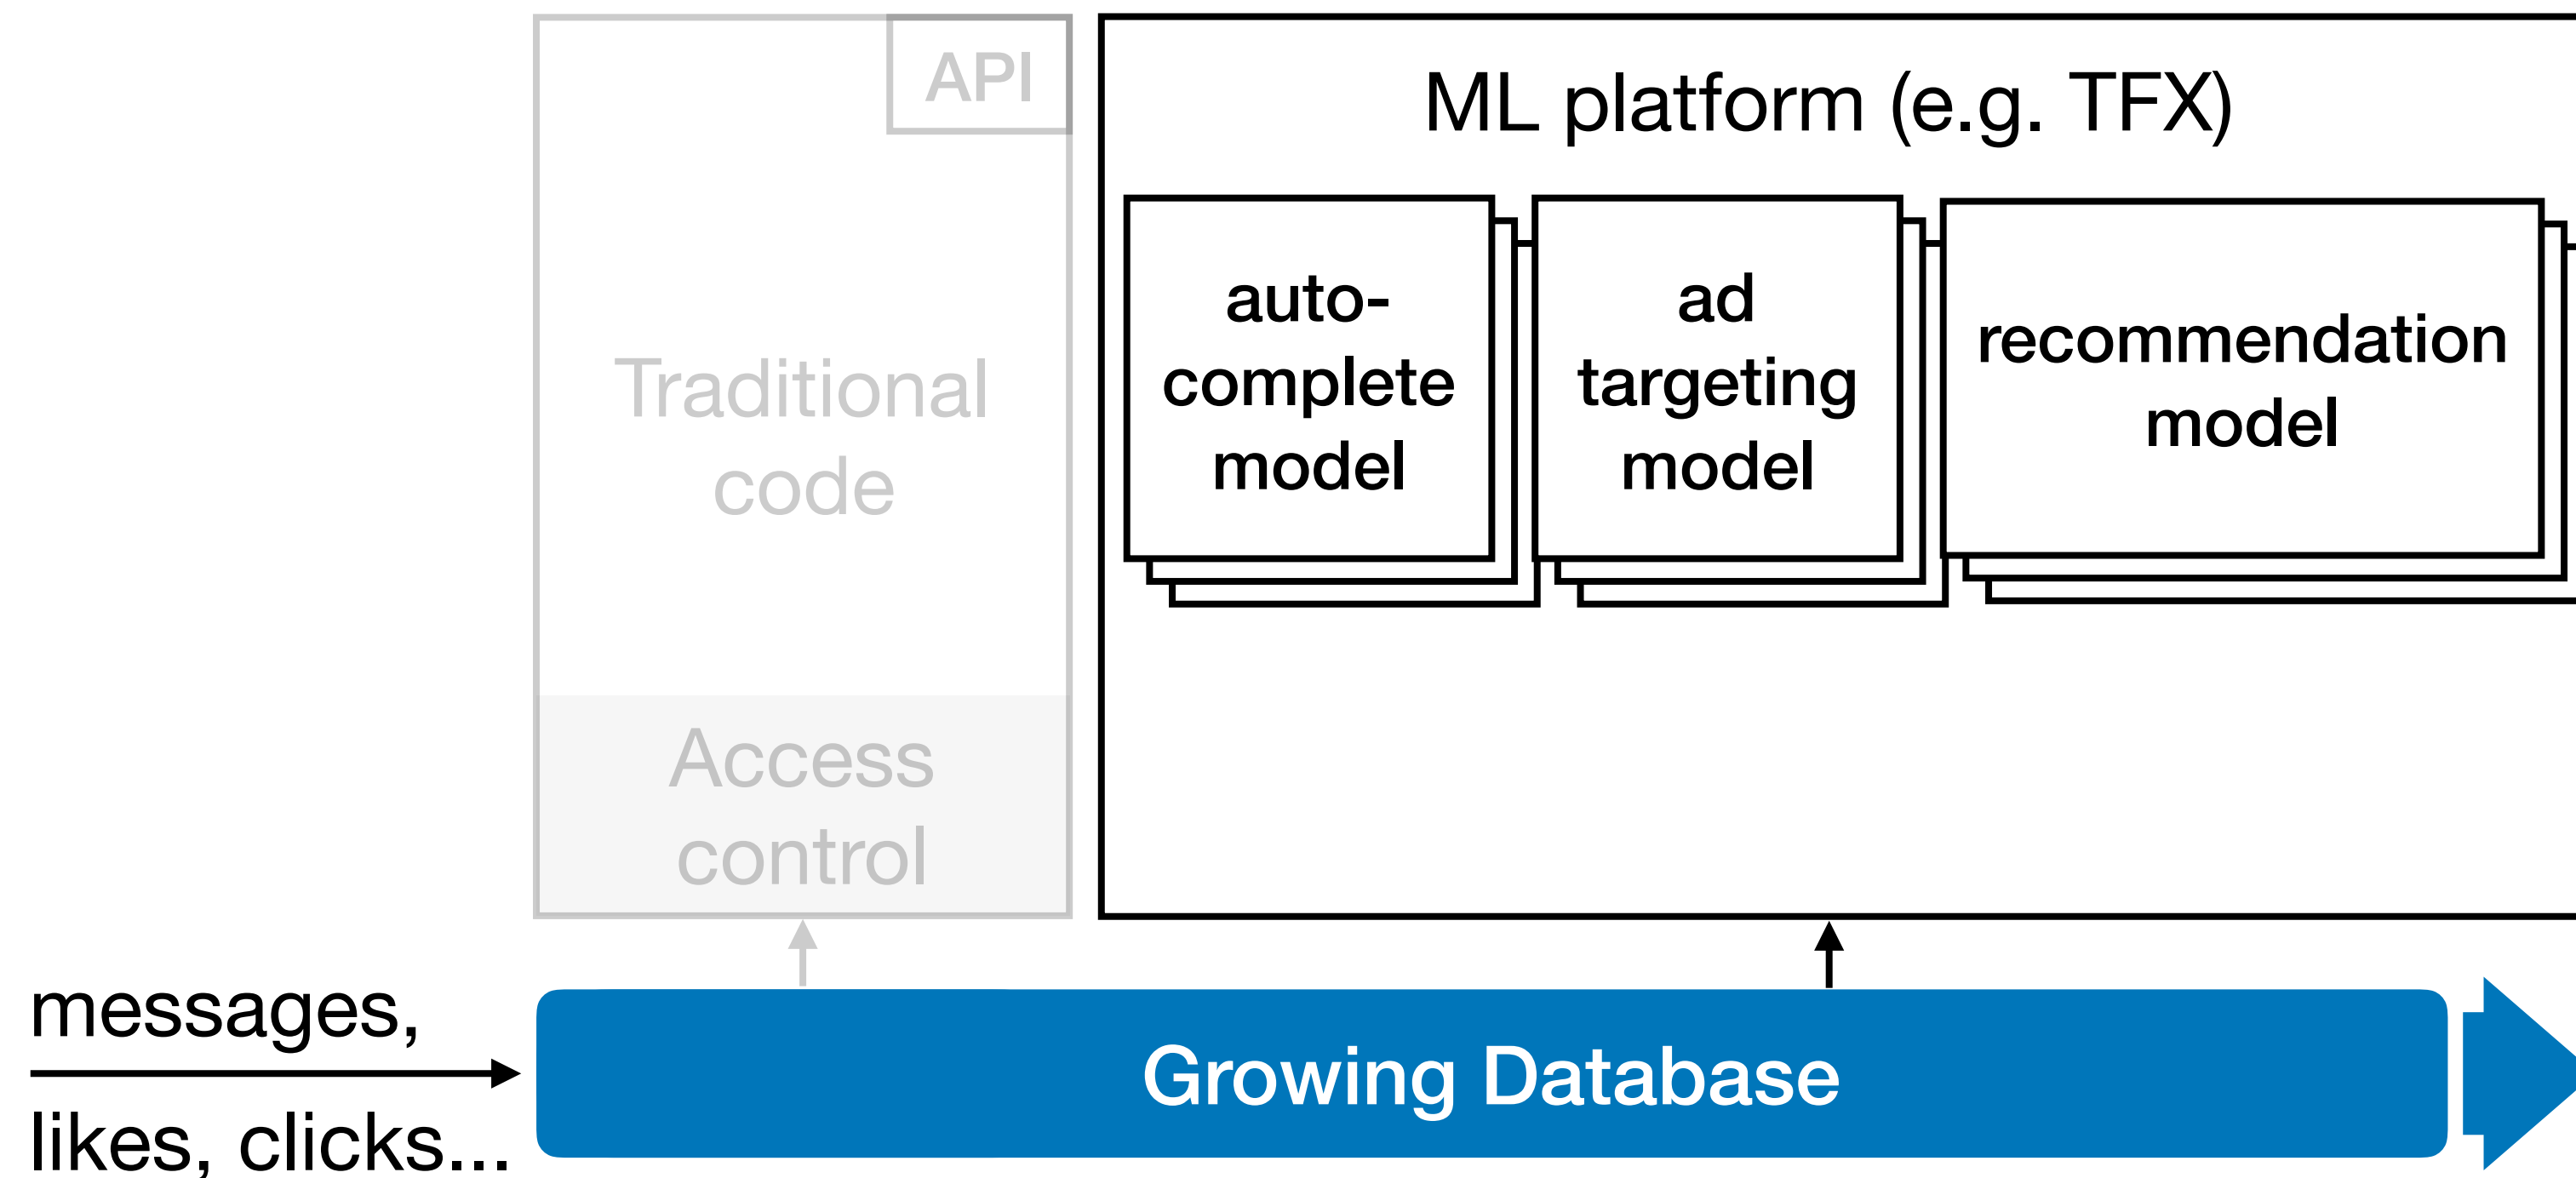 API
Traditional
code
Access
control
ML platform (e.g. TFX)
auto-
complete
model
ad
targeting
model
recommendation
model
messages,
likes, clicks...
Growing Database